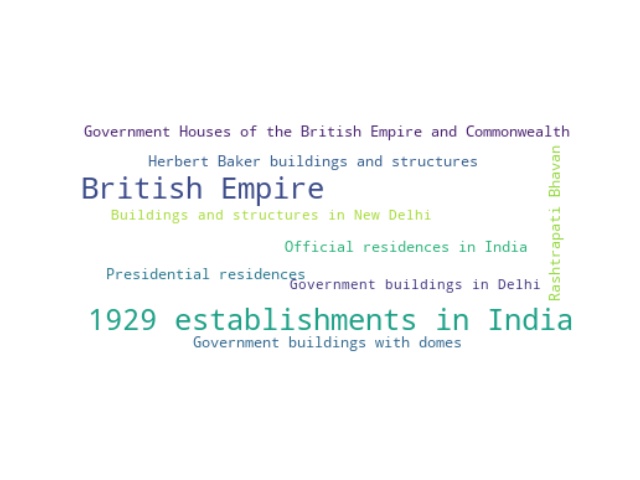 Government Houses of the British Empire and Commonwealth
Herbert Baker buildings and structures
British Empire
Buildings and structures in New Delhi
Official residences in India
Presidential residences
Government buildings in Delhi
1929 establishments in India
Government buildings with domes
Rashtrapati Bhavan